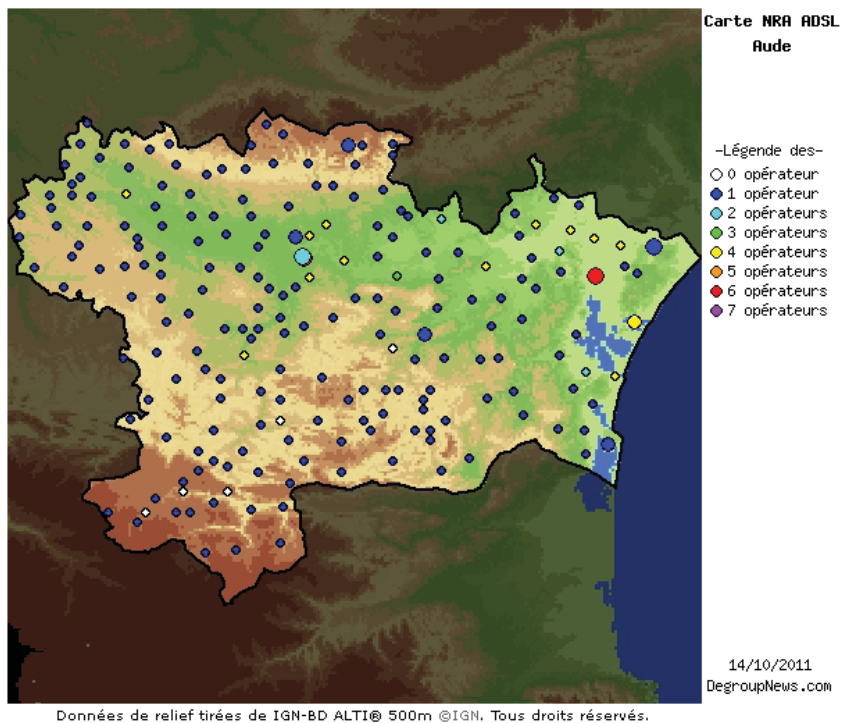 Carte NRA ADSL
Aude
-Légende des-
0 opérateur
1 opérateur
2 opérateurs
3 opérateurs
4 opérateurs
5 opérateurs
6 opérateurs
7 opérateurs
14/10/2011
DegroupNews.com
Données de relief tirées de IGN-BD ALTI® 500m ©IGN. Tous droits réservés.